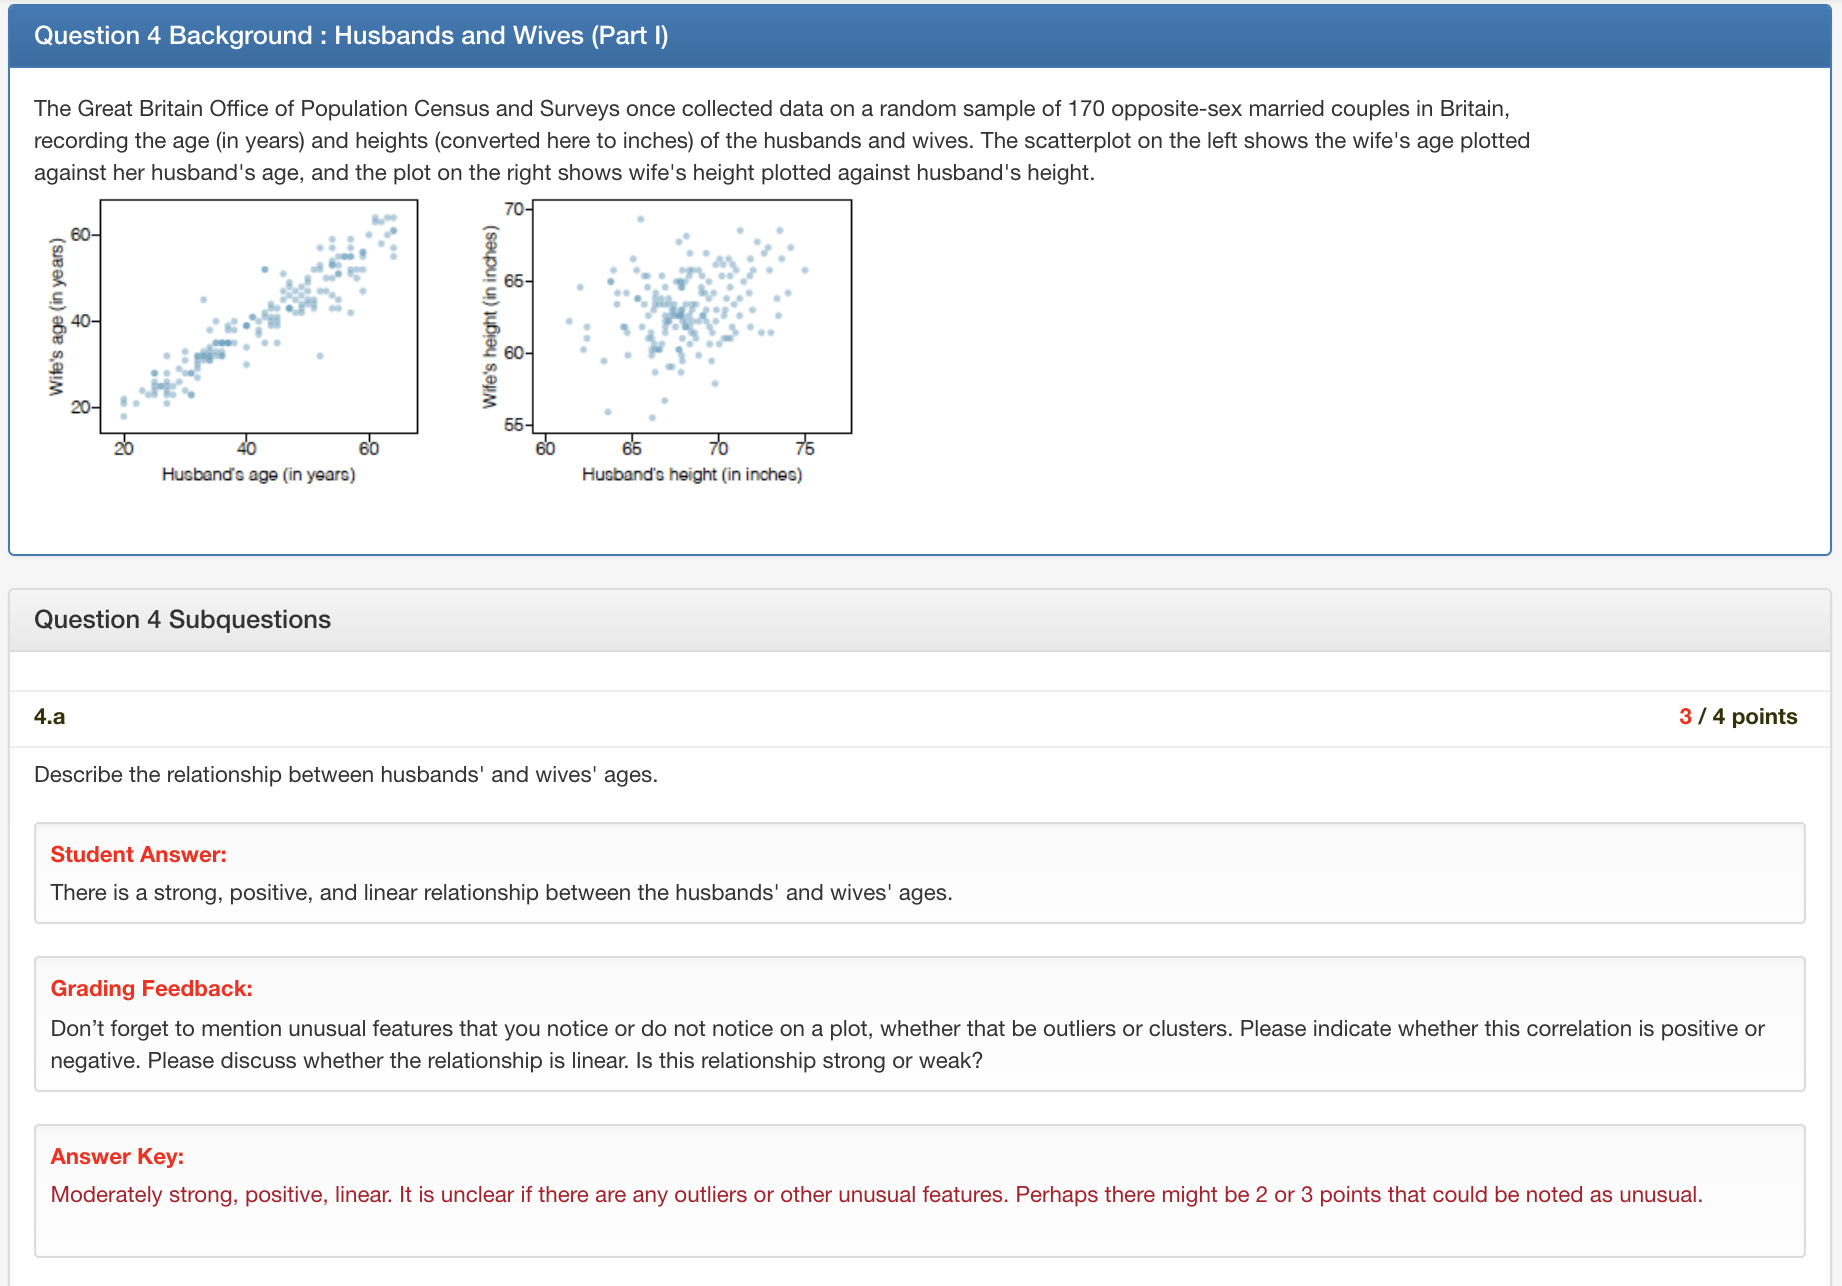 Question 4 Background : Husbands and Wives (Part I)
The Great Britain Office of Population Census and Surveys once collected data on a random sample of 170 opposite-sex married couples in Britain,
recording the age (in years) and heights (converted here to inches) of the husbands and wives. The scatterplot on the left shows the wife's age plotted
against her husband's age, and the plot on the right shows wife's height plotted against husband's height.
Wife's age (in years)
60
40
20
20 40 60
Husband's age (in years)
Wife's height (in inches)
70
65
60
55
60 65 70 75
Husband's height (in inches)
Question 4 Subquestions
4.a
3 / 4 points
Describe the relationship between husbands' and wives' ages.
Student Answer:
There is a strong, positive, and linear relationship between the husbands' and wives' ages.
Grading Feedback:
Don’t forget to mention unusual features that you notice or do not notice on a plot, whether that be outliers or clusters. Please indicate whether this correlation is positive or
negative. Please discuss whether the relationship is linear. Is this relationship strong or weak?
Answer Key:
Moderately strong, positive, linear. It is unclear if there are any outliers or other unusual features. Perhaps there might be 2 or 3 points that could be noted as unusual.